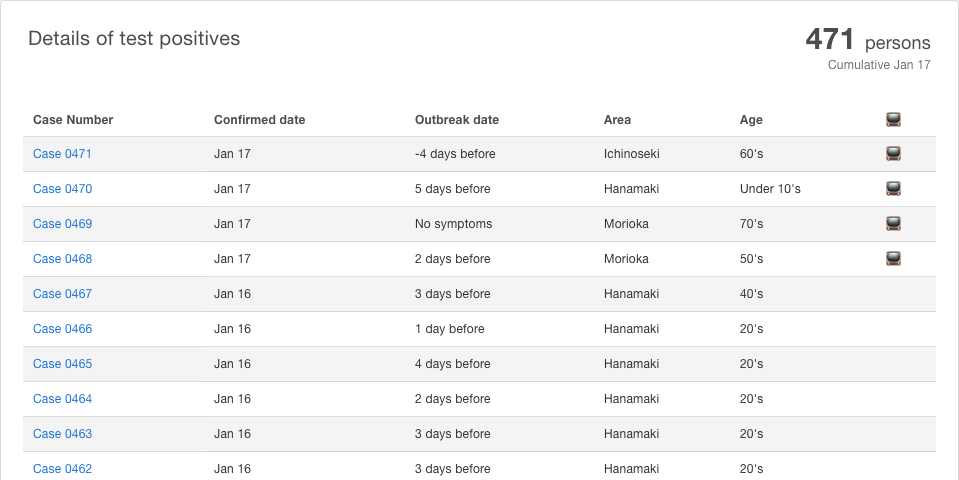 Details of test positives
471 persons
Cumulative Jan 17
Case Number Confirmed date Outbreak date Area Age
Case 0471 Jan 17 -4 days before Ichinoseki 60's
Case 0470 Jan 17 5 days before Hanamaki Under 10's
Case 0469 Jan 17 No symptoms Morioka 70's
Case 0468 Jan 17 2 days before Morioka 50's
Case 0467 Jan 16 3 days before Hanamaki 40's
Case 0466 Jan 16 1 day before Hanamaki 20's
Case 0465 Jan 16 4 days before Hanamaki 20's
Case 0464 Jan 16 2 days before Hanamaki 20's
Case 0463 Jan 16 3 days before Hanamaki 20's
Case 0462 Jan 16 3 days before Hanamaki 20's